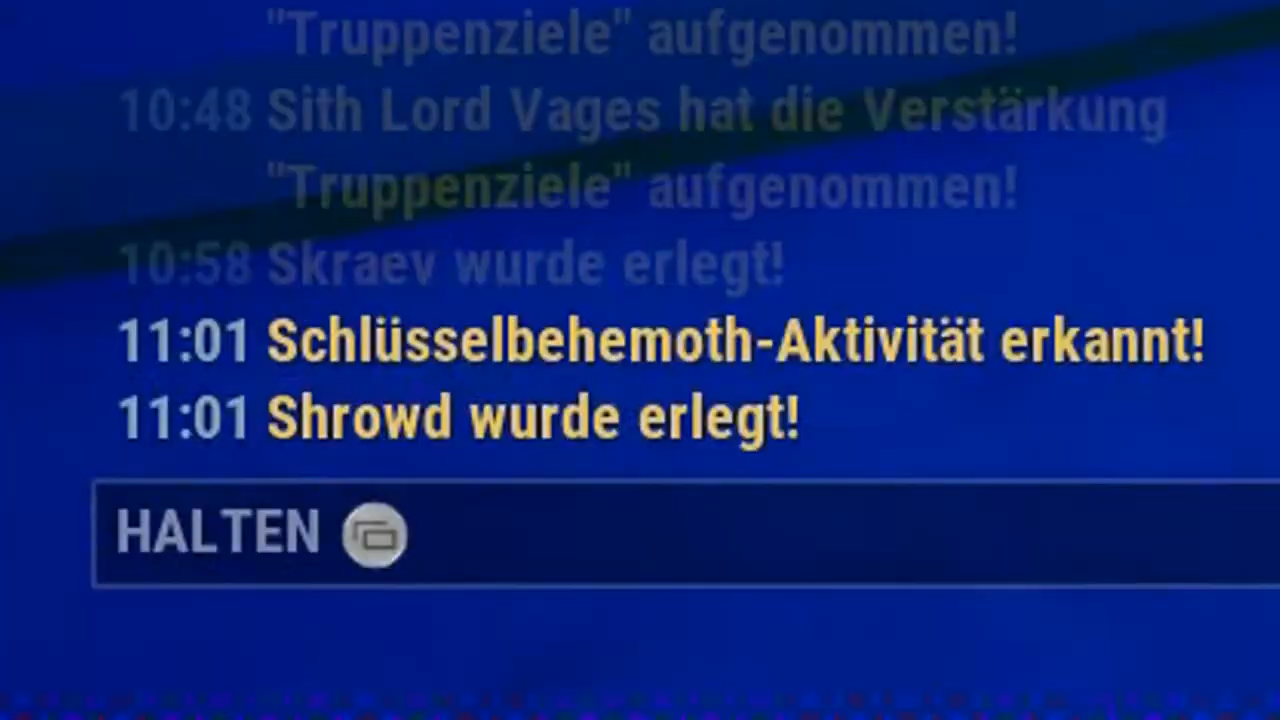 "Truppenziele" aufgenommen!
10:48 Sith Lord Vages hat die Verstärkung
"Truppenziele" aufgenommen!
10:58 Skraev wurde erlegt!
11:01 Schlüsselbehemoth-Aktivität erkannt!
11:01 Shrowd wurde erlegt!
HALTEN